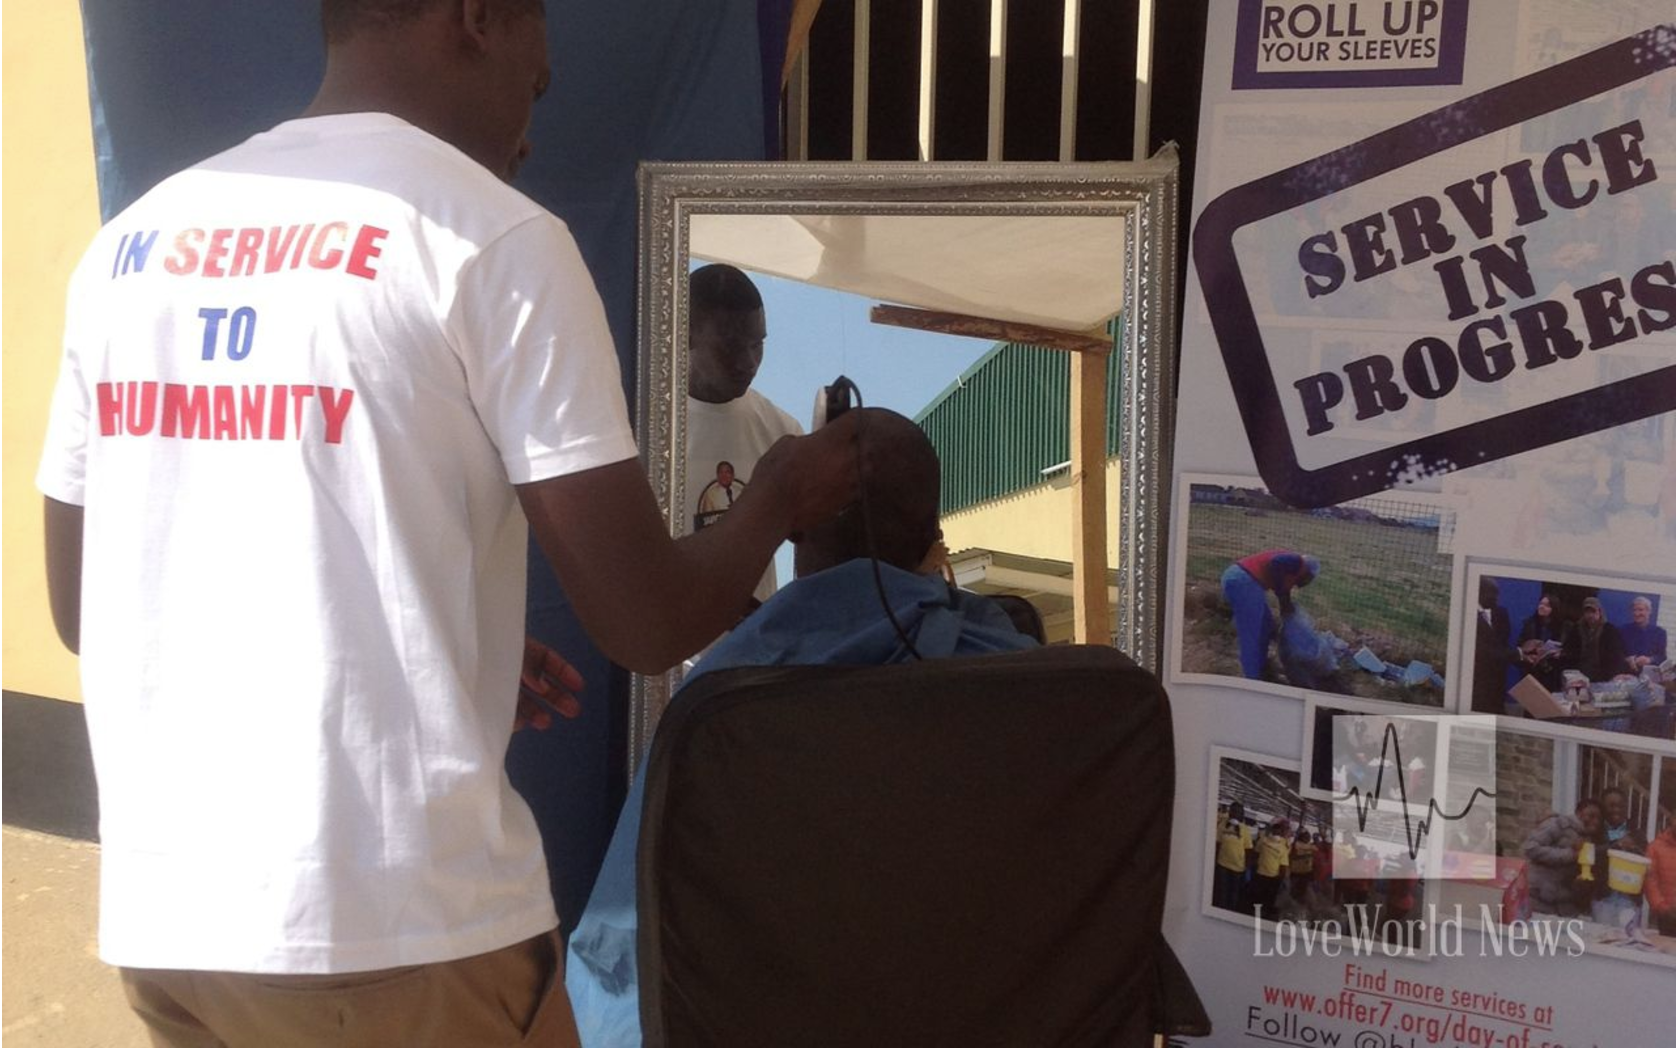 IN SERVICE
TO
HUMANITY
ROLL UP
YOUR SLEEVES
SERVICE
IN
PROGRES
LoveWorld News
Find more services at
www.offer7.org/day-of-
Follow